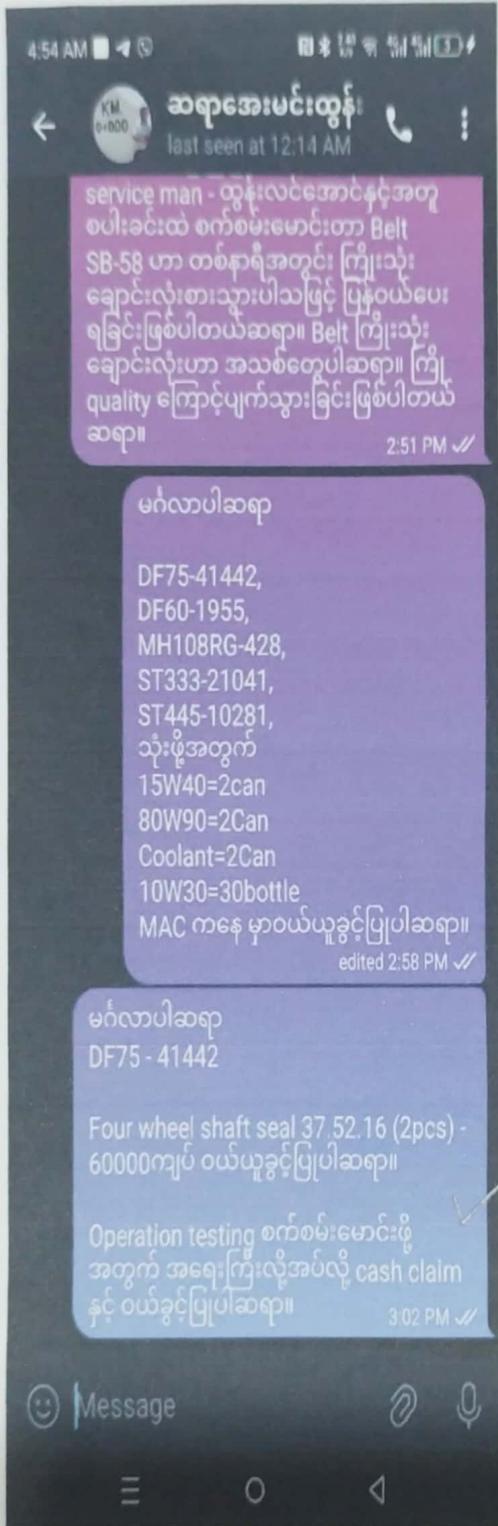 4:54 AM
ဆရာအေးမင်းထွန်း
last seen at 12:14 AM
KM
0+000
service man - ထွန်းလင်အောင်နှင့်အတူ
စပါးခင်းထဲ စက်စမ်းမောင်းတာ Belt
SB-58 ဟာ တစ်နာရီအတွင်း ကြိုးသုံး
ချောင်းလုံးစားသွားပါသဖြင့် ပြန်ဝယ်ပေး
ရခြင်းဖြစ်ပါတယ်ဆရာ။ Belt ကြိုးသုံး
ချောင်းလုံးဟာ အသစ်တွေပါဆရာ။ ကြို
quality ကြောင့်ပျက်သွားခြင်းဖြစ်ပါတယ်
ဆရာ။
2:51 PM
မင်္ဂလာပါဆရာ
DF75-41442,
DF60-1955,
MH108RG-428,
ST333-21041,
ST445-10281,
သုံးဖို့အတွက်
15W40=2can
80W90=2Can
Coolant=2Can
10W30=30bottle
MAC ကနေ မှာဝယ်ယူခွင့်ပြုပါဆရာ။
edited 2:58 PM
မင်္ဂလာပါဆရာ
DF75 - 41442
Four wheel shaft seal 37.52.16 (2pcs) -
60000ကျပ် ဝယ်ယူခွင့်ပြုပါဆရာ။
Operation testing စက်စမ်းမောင်းဖို့
အတွက် အရေးကြီးလို့အပ်လို့ cash claim
နှင့် ဝယ်ခွင့်ပြုပါဆရာ။
3:02 PM
Message